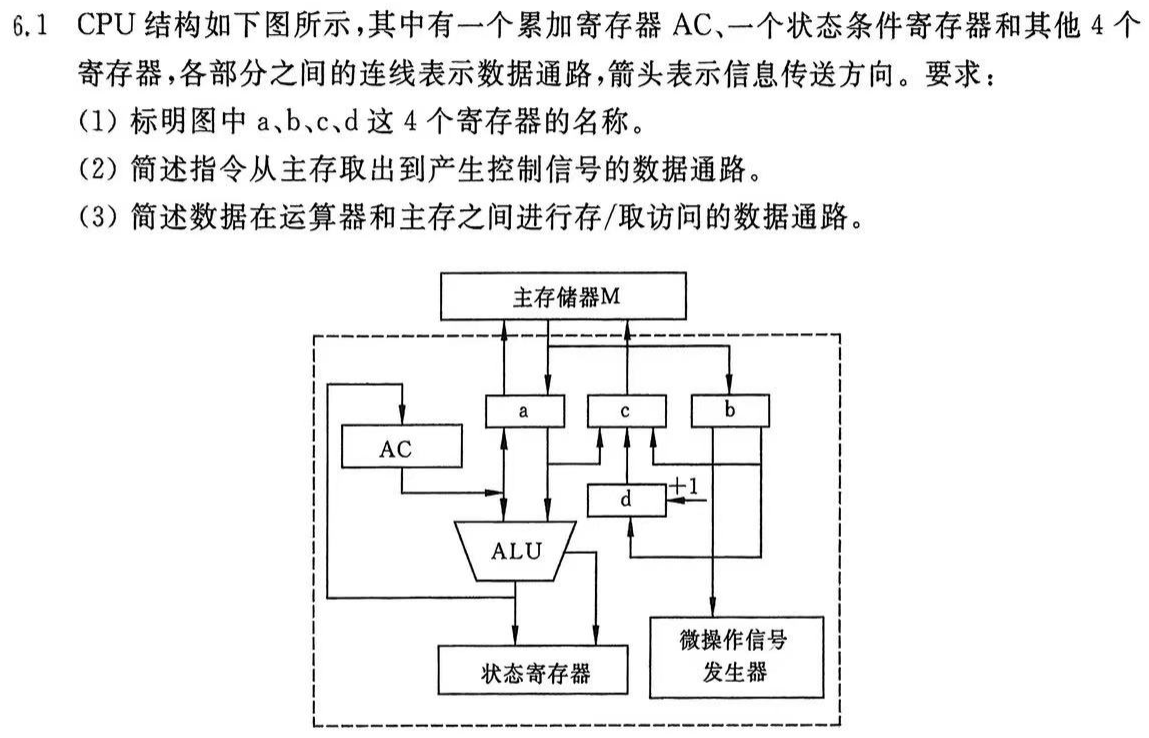 6.1 CPU结构如下图所示,其中有一个累加寄存器AC、一个状态条件寄存器和其他4个
寄存器,各部分之间的连线表示数据通路,箭头表示信息传送方向。要求:
(1) 标明图中a、b、c、d这4个寄存器的名称。
(2) 简述指令从主存取出到产生控制信号的数据通路。
(3) 简述数据在运算器和主存之间进行存/取访问的数据通路。
主存储器M
a
c
b
AC
+1
d
ALU
微操作信号
发生器
状态寄存器